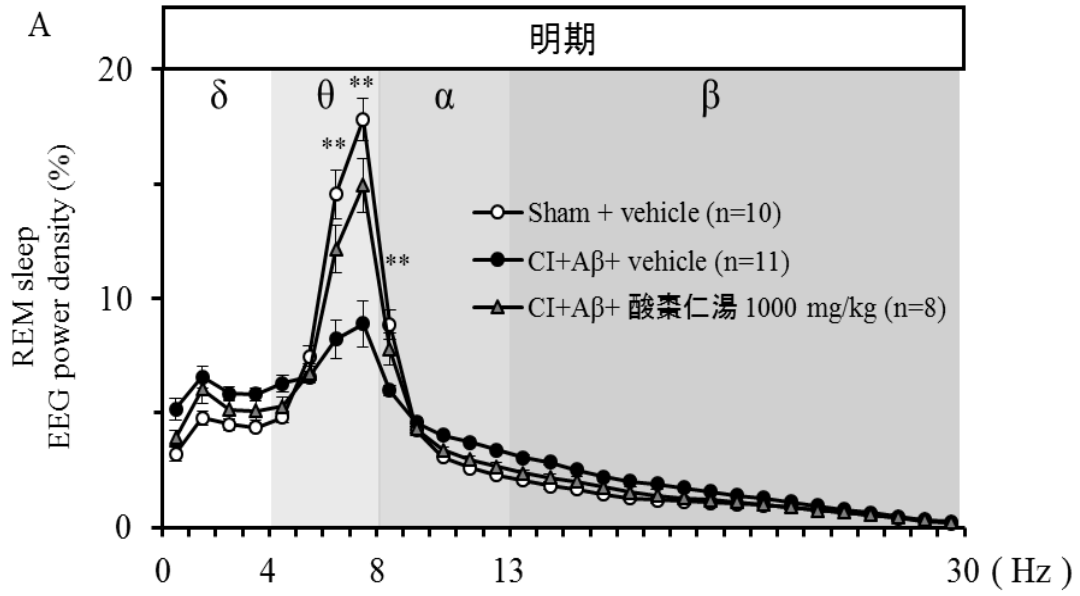 A
明期
20
δ
θ
α
β
**
**
**
10
0
REM sleep
EEG power density (%)
Sham + vehicle (n=10)
CI+Aβ+ vehicle (n=11)
CI+Aβ+ 酸棗仁湯 1000 mg/kg (n=8)
0 4 8 13 30 ( Hz )